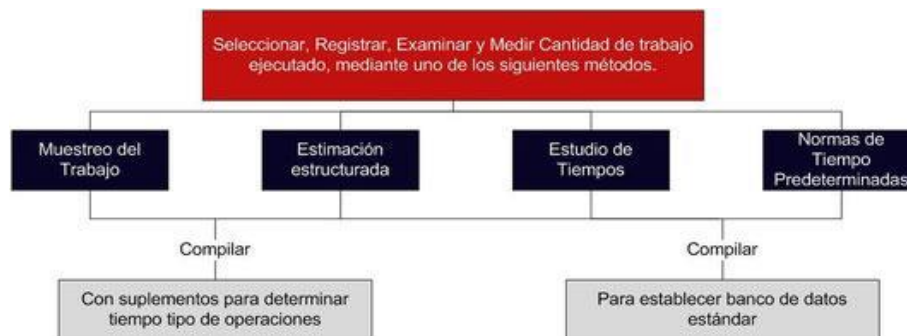 Seleccionar, Registrar, Examinar y Medir Cantidad de trabajo
ejecutado, mediante uno de los siguientes métodos.
Muestreo del
Trabajo
Estimación
estructurada
Estudio de
Tiempos
Normas de
Tiempo
Predeterminadas
Compilar
Compilar
Con suplementos para determinar
tiempo tipo de operaciones
Para establecer banco de datos
estándar